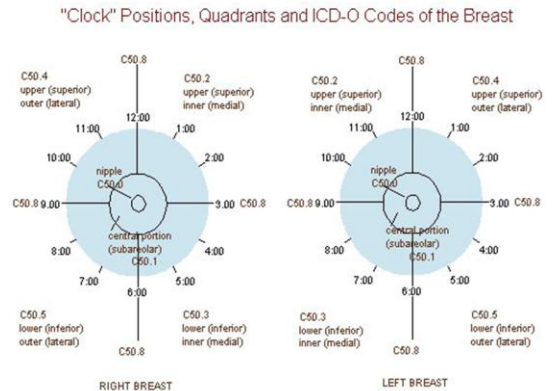 "Clock" Positions, Quadrants and ICD-O Codes of the Breast
C50.8
C50.4
upper (superior)
outer (lateral)
C50.2
upper (superior)
inner (medial)
12:00
11:00
1:00
10:00
2:00
nipple
C50.0
C50.8
9:00
3:00
C50.8
central portion
(subareolar)
C50.1
8:00
4:00
7:00
5:00
6:00
C50.5
lower (inferior)
outer (lateral)
C50.3
lower (inferior)
inner (medial)
C50.8
RIGHT BREAST
C50.8
C50.2
upper (superior)
inner (medial)
C50.4
upper (superior)
outer (lateral)
12:00
11:00
1:00
10:00
2:00
nipple
C50.0
C50.8
9:00
3:00
C50.8
central portion
(subareolar)
C50.1
8:00
4:00
7:00
5:00
6:00
C50.3
lower (inferior)
inner (medial)
C50.5
lower (inferior)
outer (lateral)
C50.8
LEFT BREAST